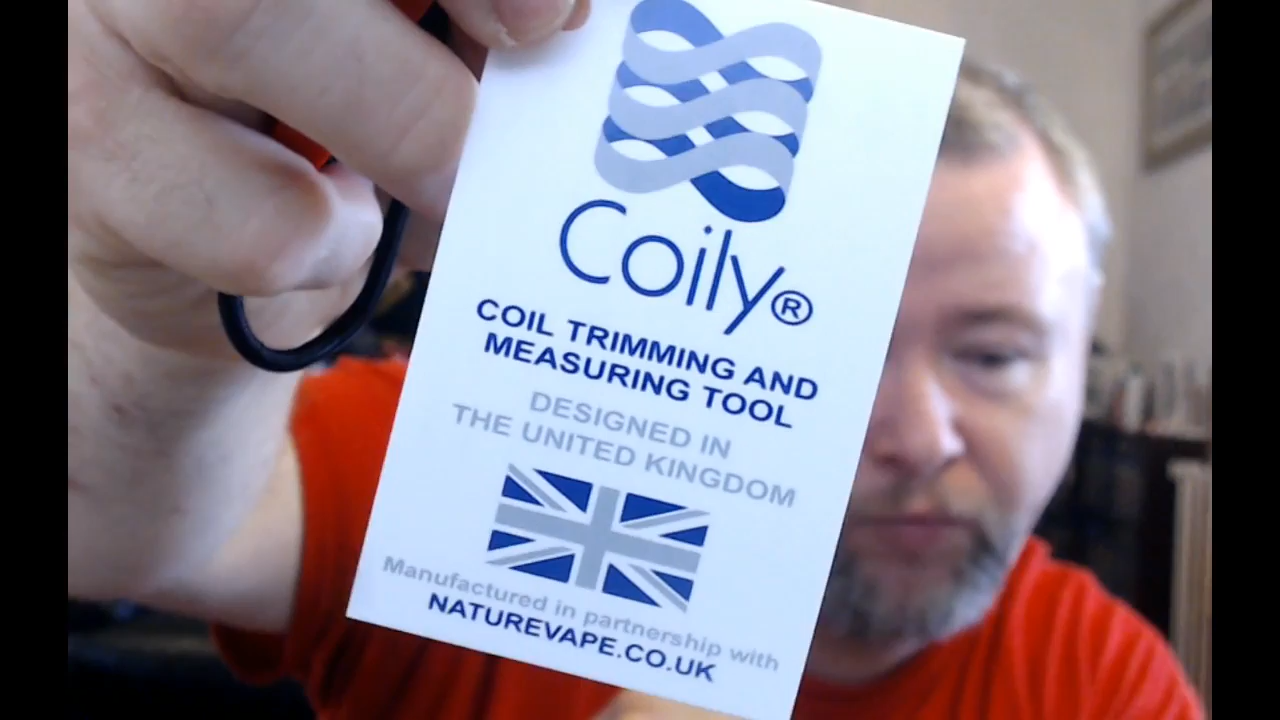 Coily®
COIL TRIMMING AND
MEASURING TOOL
DESIGNED IN
THE UNITED KINGDOM
Manufactured in partnership with
NATUREVAPE.CO.UK